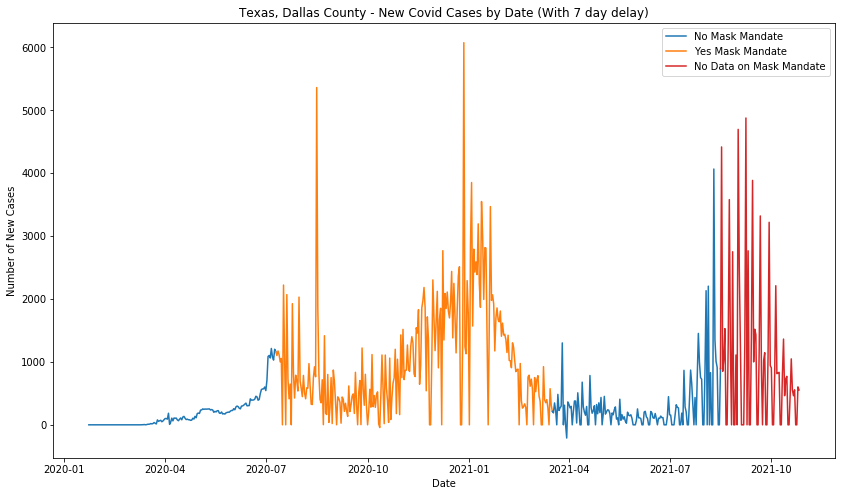 Texas, Dallas County - New Covid Cases by Date (With 7 day delay)
No Mask Mandate
Yes Mask Mandate
No Data on Mask Mandate
Number of New Cases
6000
5000
4000
3000
2000
1000
0
2020-01
2020-04
2020-07
2020-10
2021-01
2021-04
2021-07
2021-10
Date